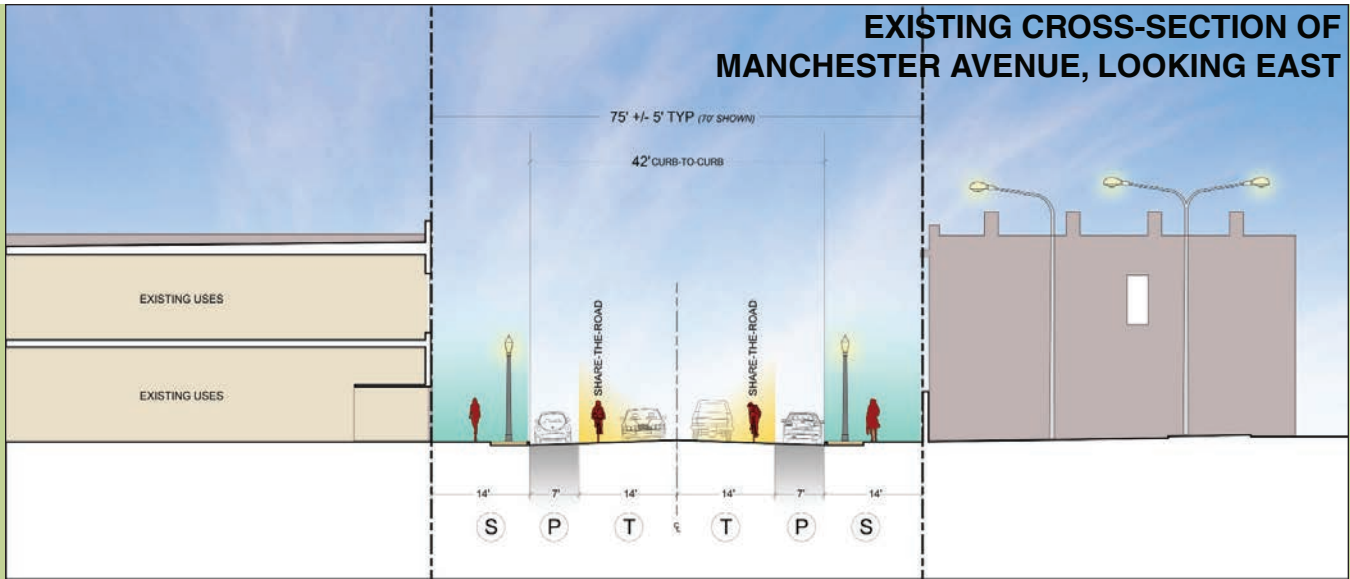 EXISTING CROSS-SECTION OF
MANCHESTER AVENUE, LOOKING EAST
75' +/- 5' TYP (70' SHOWN)
42' CURB-TO-CURB
EXISTING USES
SHARE-THE-ROAD
SHARE-THE-ROAD
EXISTING USES
14' 7' 14' 14' 7' 14'
S P T ℄ T P S